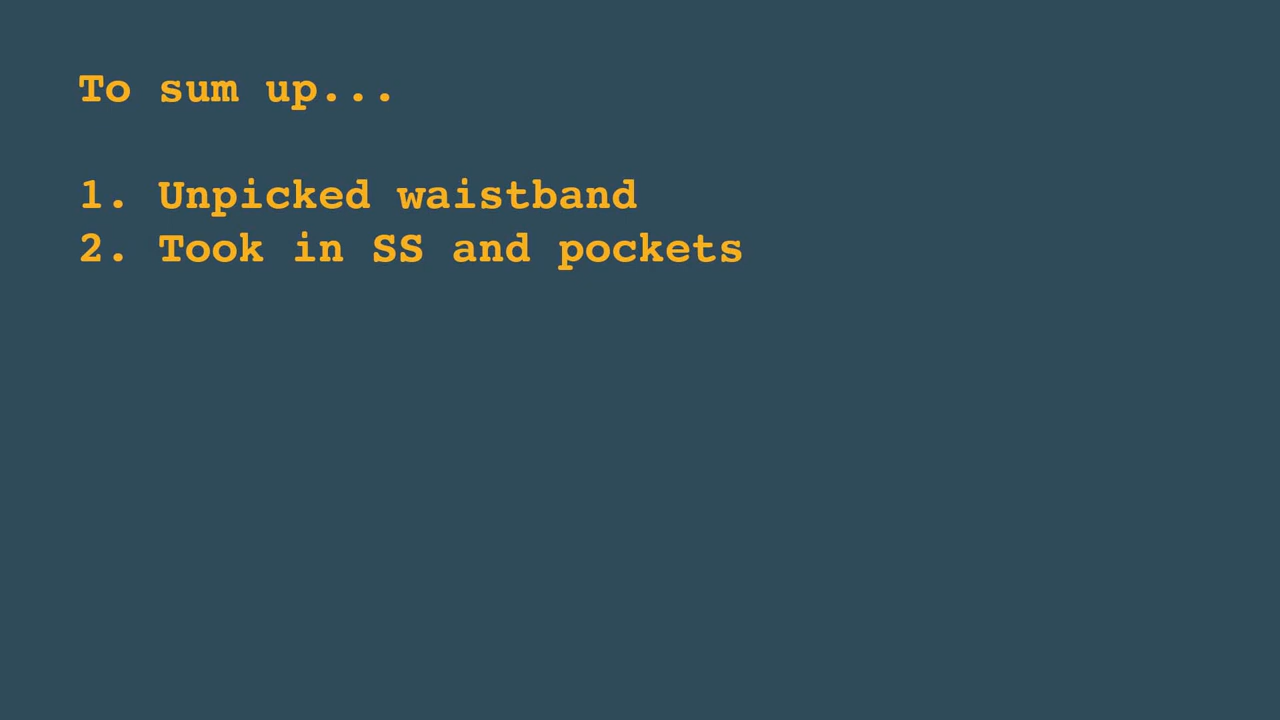 To sum up...
1. Unpicked waistband
2. Took in SS and pockets